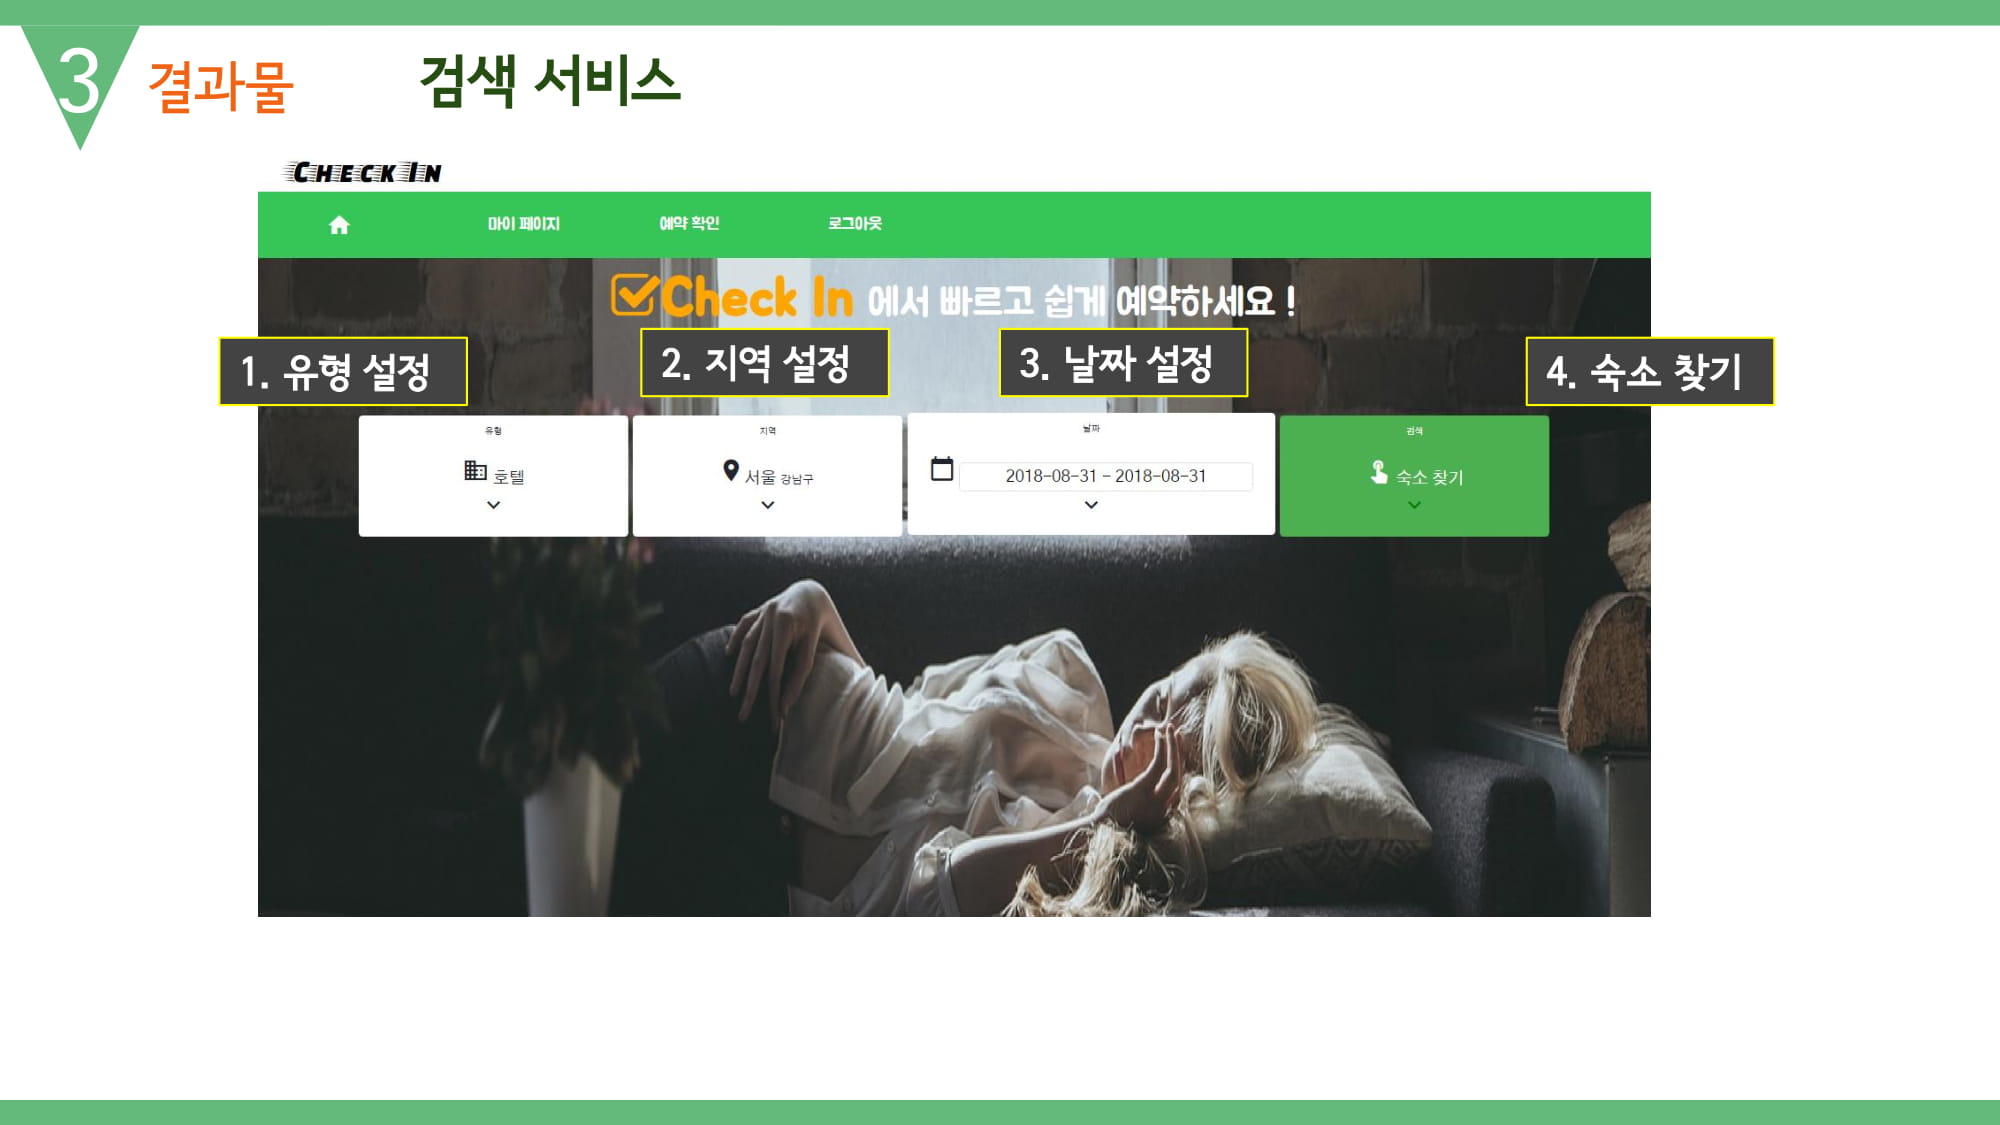 3 결과물 검색 서비스
CHECK IN
마이 페이지 예약 확인 로그아웃
Check In 에서 빠르고 쉽게 예약하세요 !
1. 유형 설정 2. 지역 설정 3. 날짜 설정 4. 숙소 찾기
유형 지역 날짜 검색
호텔 서울 강남구 2018-08-31 - 2018-08-31 숙소 찾기